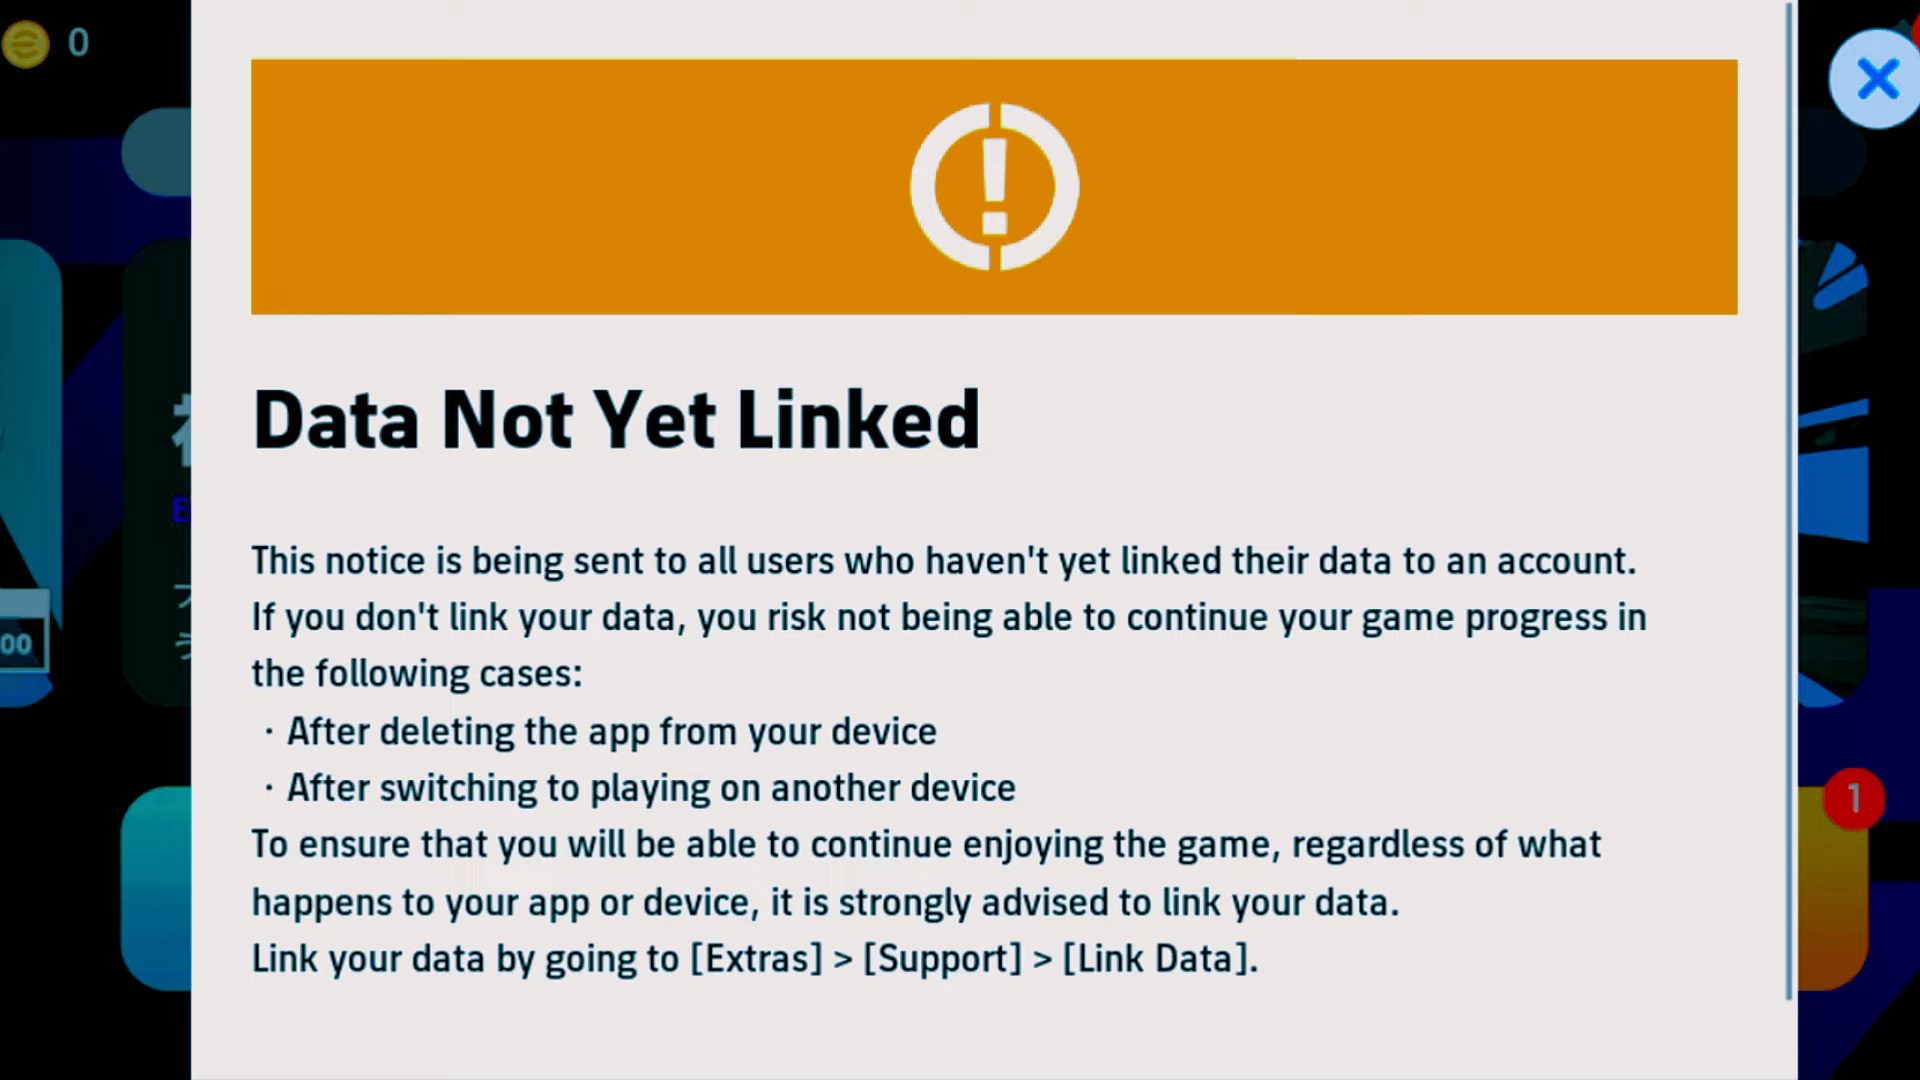 0
Data Not Yet Linked
This notice is being sent to all users who haven't yet linked their data to an account.
If you don't link your data, you risk not being able to continue your game progress in
the following cases:
・After deleting the app from your device
・After switching to playing on another device
To ensure that you will be able to continue enjoying the game, regardless of what
happens to your app or device, it is strongly advised to link your data.
Link your data by going to [Extras] > [Support] > [Link Data].
00
1